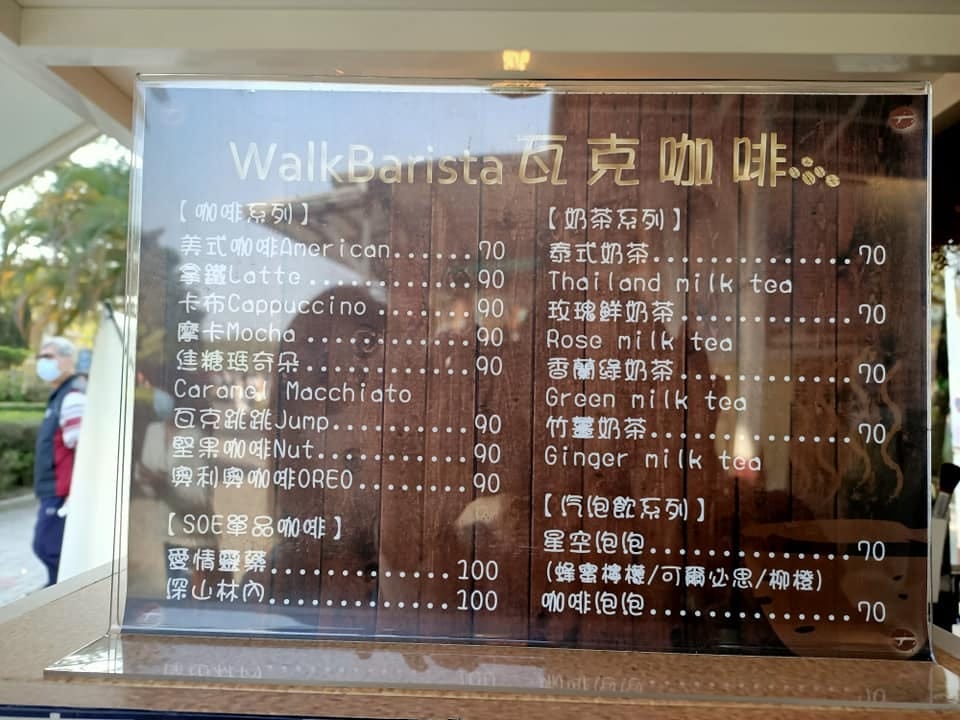 WalkBarista 瓦克咖啡
【咖啡系列】
美式咖啡American......70
拿鐵Latte............90
卡布Cappuccino ........90
摩卡Mocha ............90
焦糖瑪奇朵............90
Caramel Macchiato
瓦克跳跳Jump..........90
堅果咖啡Nut...........90
奧利奧咖啡OREO........90
【SOE單品咖啡】
愛情靈藥..............100
深山林內..............100
【奶茶系列】
泰式奶茶..............70
Thailand milk tea
玫瑰鮮奶茶............70
Rose milk tea
香蘭綠奶茶............70
Green milk tea
竹薑奶茶..............70
Ginger milk tea
【汽泡飲系列】
星空泡泡..............70
(蜂蜜檸檬/可爾必思/柳橙)
咖啡泡泡..............70